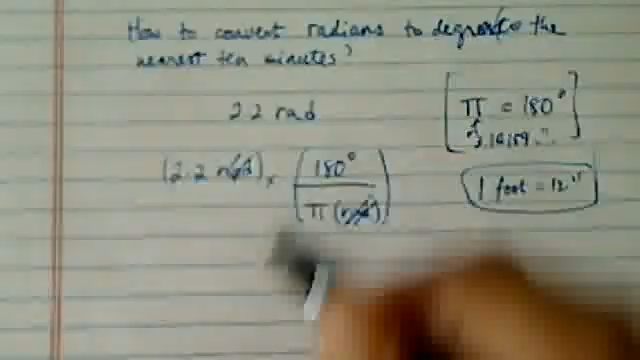 How to convert radians to degrees to the
nearest ten minutes?
2.2 rad
π = 180°
3.14159...
(2.2 rad) x (180° / π (rad))
1 foot = 12"